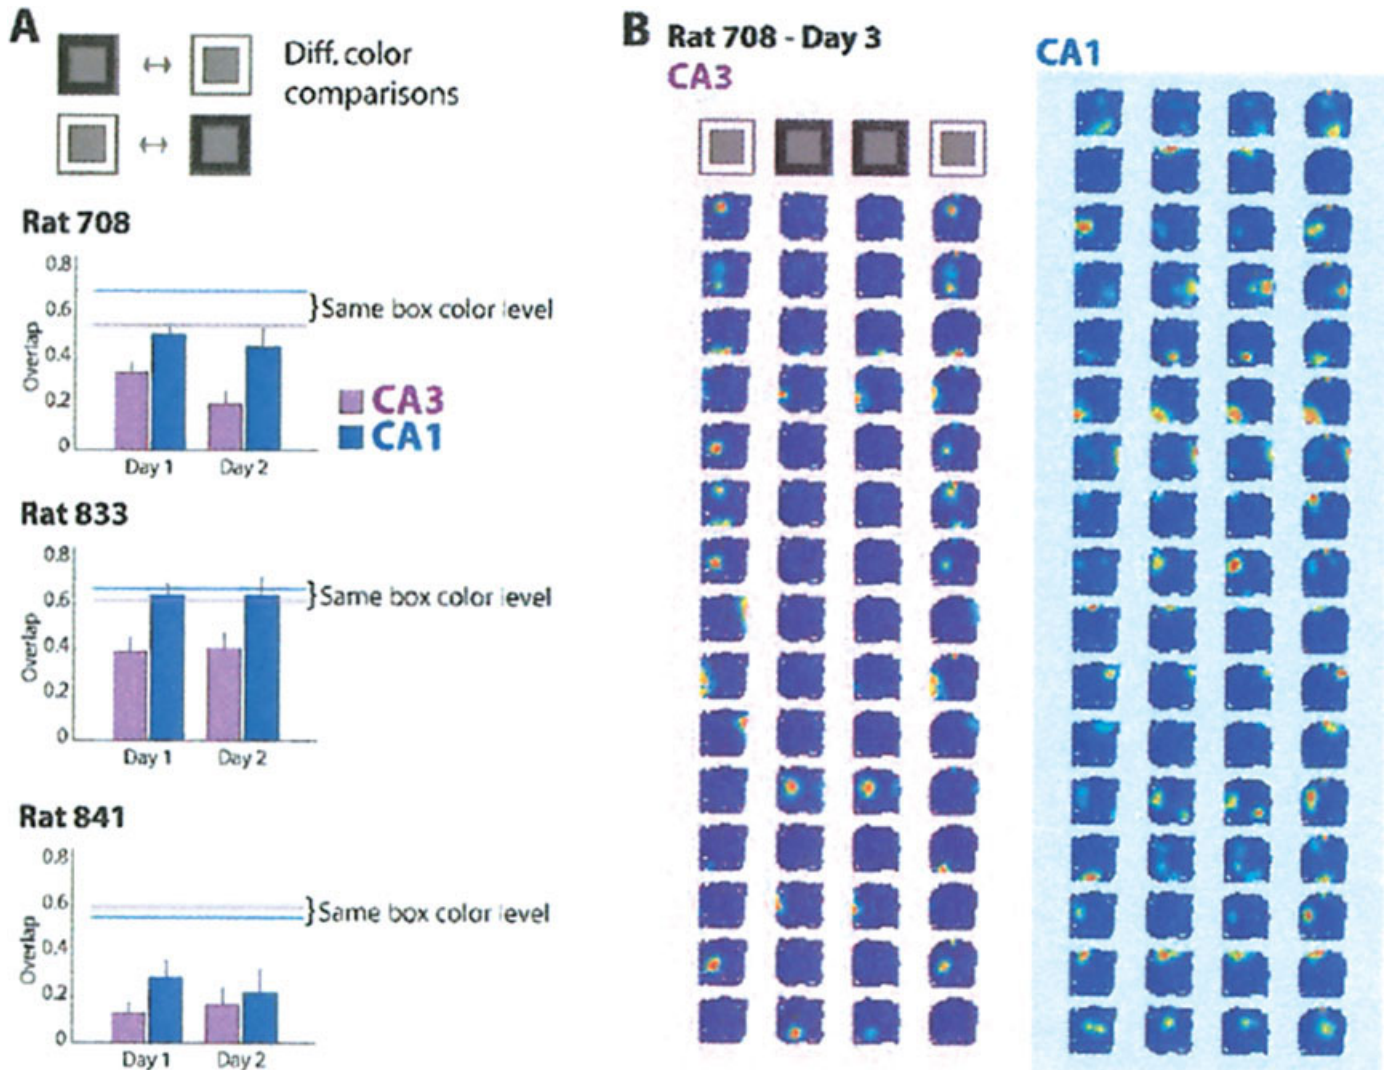 A
Diff. color
comparisons
Rat 708
0.8
0.6
0.4
0.2
0
Overlap
Same box color level
CA3
CA1
Day 1 Day 2
Rat 833
0.8
0.6
0.4
0.2
0
Overlap
Same box color level
Day 1 Day 2
Rat 841
0.8
0.6
0.4
0.2
0
Overlap
Same box color level
Day 1 Day 2
B Rat 708 - Day 3
CA3
CA1